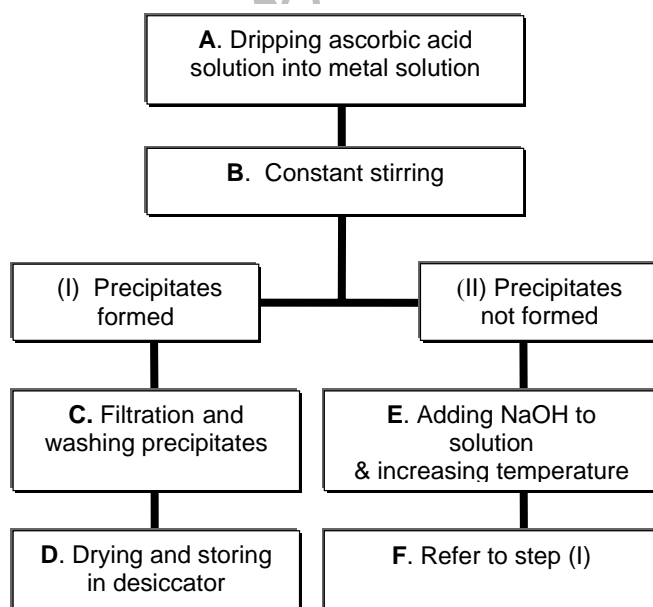 A. Dripping ascorbic acid
solution into metal solution
B. Constant stirring
(I) Precipitates
formed
(II) Precipitates
not formed
C. Filtration and
washing precipitates
E. Adding NaOH to
solution
& increasing temperature
D. Drying and storing
in desiccator
F. Refer to step (I)